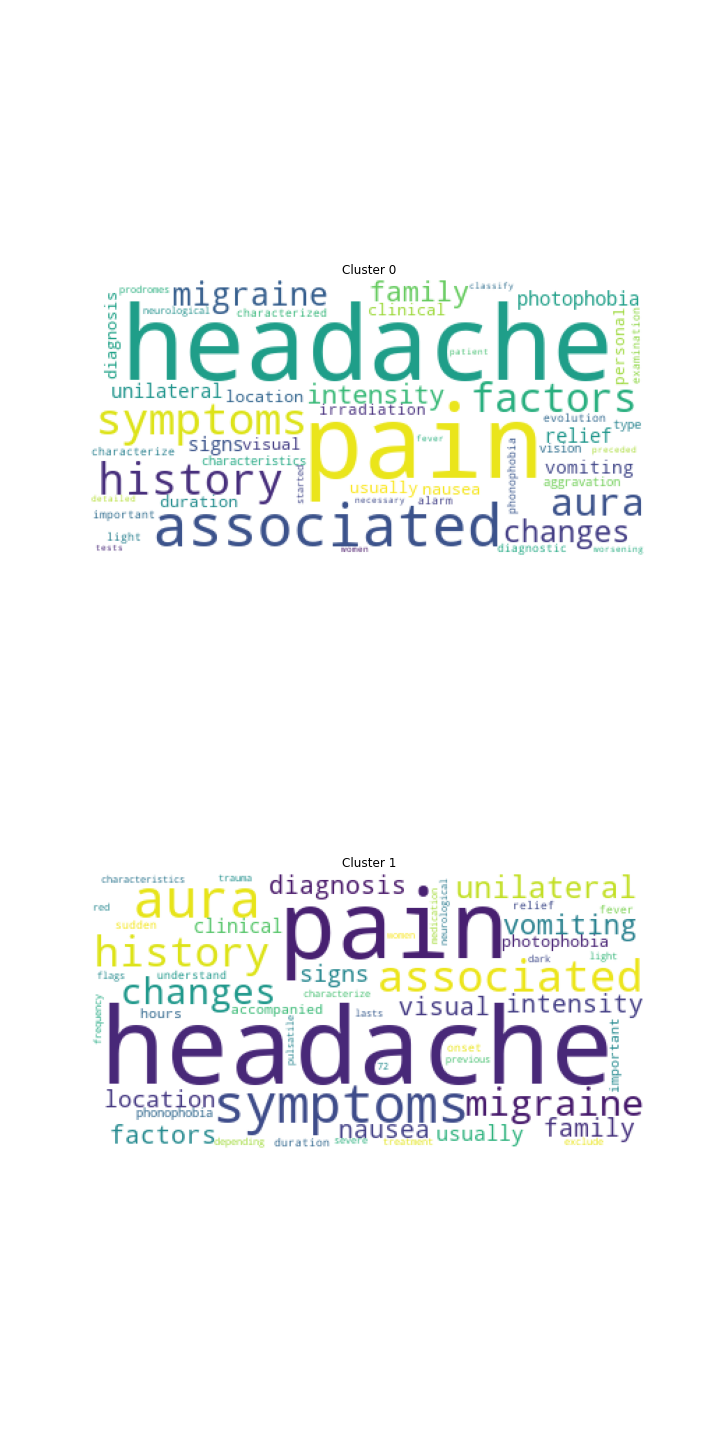 Cluster 0
prodromes migraine family classify photophobia
neurological characterized clinical
diagnosis headache patient personal examination
unilateral location intensity factors
symptoms irradiation evolution type
signs visual pain fever relief
characterize characteristics vision preceded
history started phonophobia vomiting
detailed duration usually nausea aggravation
important necessary alarm aura
light associated changes
tests women diagnostic worsening
Cluster 1
characteristics trauma diagnosis unilateral
red aura pain relief fever
sudden clinical women medication neurological vomiting
history photophobia
flags understand signs associated dark light
changes characterize visual intensity
frequency hours accompanied pulsatile lasts important
headache onset
72 previous
location symptoms migraine
phonophobia nausea family
factors depending duration severe treatment usually exclude